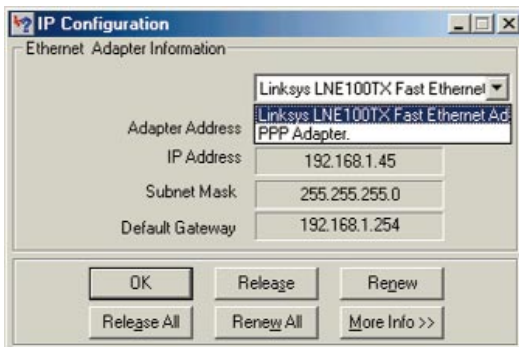 IP Configuration
Ethernet Adapter Information
Linksys LNE100TX Fast Ethernet
Linksys LNE100TX Fast Ethernet Ad
PPP Adapter.
Adapter Address
IP Address 192.168.1.45
Subnet Mask 255.255.255.0
Default Gateway 192.168.1.254
OK Release Renew
Release All Renew All More Info >>